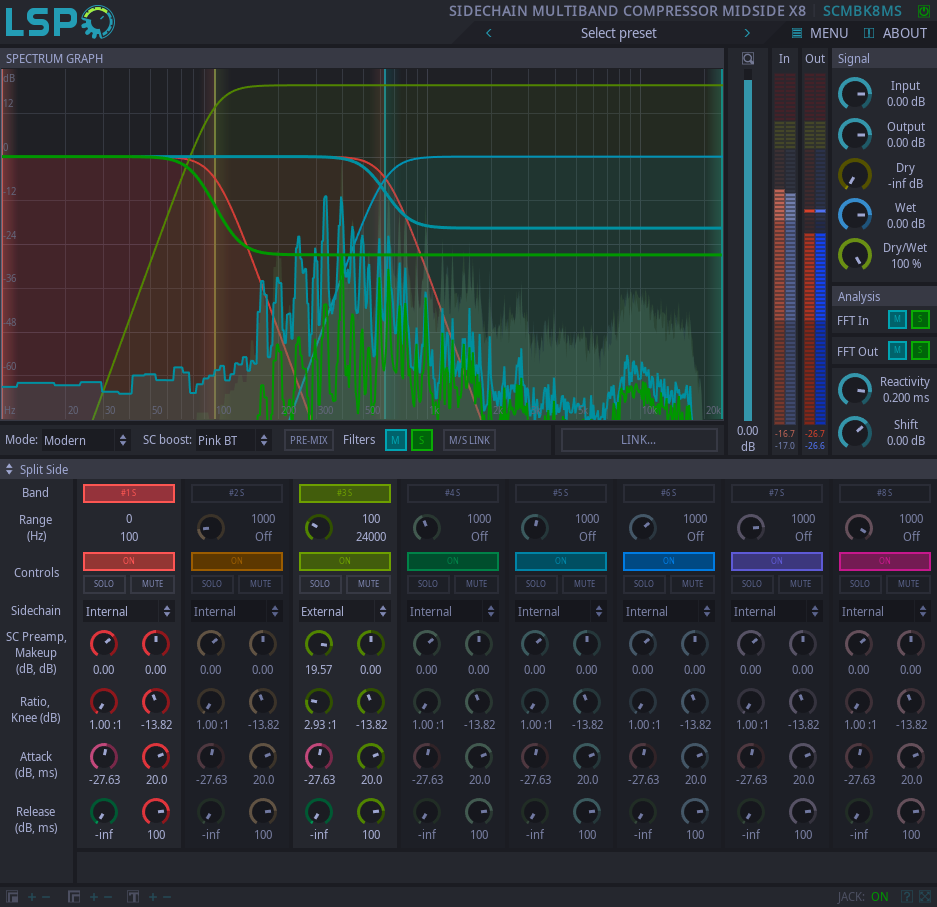 LSP SIDECHAIN MULTIBAND COMPRESSOR MIDSIDE X8 SCMBK8MS
Select preset MENU ABOUT
SPECTRUM GRAPH In Out Signal
dB
12
0
-12
-24
-36
-48
-60
Hz 20 30 50 100 200 300 500 1k 2k 5k 10k 20k
0.00
dB
-16.7 -26.7
-17.0 -26.6
Input
0.00 dB
Output
0.00 dB
Dry
-inf dB
Wet
0.00 dB
Dry/Wet
100 %
Analysis
FFT In M S
FFT Out M S
Reactivity
0.200 ms
Shift
0.00 dB
Mode: Modern SC boost: Pink BT PRE-MIX Filters M S M/S LINK LINK...
Split Side
Band #1 S #2 S #3 S #4 S #5 S #6 S #7 S #8 S
Range 0 1000 100 1000 1000 1000 1000 1000
(Hz) 100 Off 24000 Off Off Off Off Off
Controls ON ON ON ON ON ON ON ON
SOLO MUTE SOLO MUTE SOLO MUTE SOLO MUTE SOLO MUTE SOLO MUTE SOLO MUTE SOLO MUTE
Sidechain Internal Internal External Internal Internal Internal Internal Internal
SC Preamp,
Makeup
(dB, dB) 0.00 0.00 0.00 0.00 19.57 0.00 0.00 0.00 0.00 0.00 0.00 0.00 0.00 0.00 0.00 0.00
Ratio,
Knee (dB) 1.00 :1 -13.82 1.00 :1 -13.82 2.93 :1 -13.82 1.00 :1 -13.82 1.00 :1 -13.82 1.00 :1 -13.82 1.00 :1 -13.82 1.00 :1 -13.82
Attack
(dB, ms) -27.63 20.0 -27.63 20.0 -27.63 20.0 -27.63 20.0 -27.63 20.0 -27.63 20.0 -27.63 20.0 -27.63 20.0
Release
(dB, ms) -inf 100 -inf 100 -inf 100 -inf 100 -inf 100 -inf 100 -inf 100 -inf 100
JACK: ON